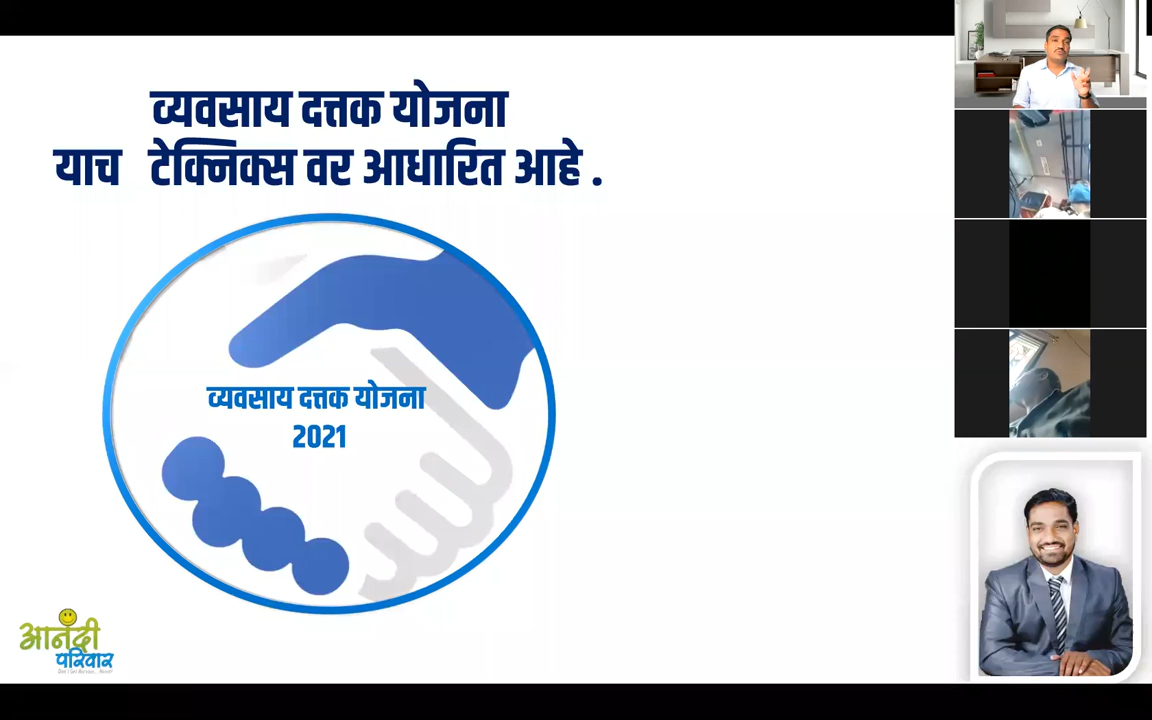 व्यवसाय दत्तक योजना
याच टेक्निक्स वर आधारित आहे .
व्यवसाय दत्तक योजना
2021
आनंदी
परिवार